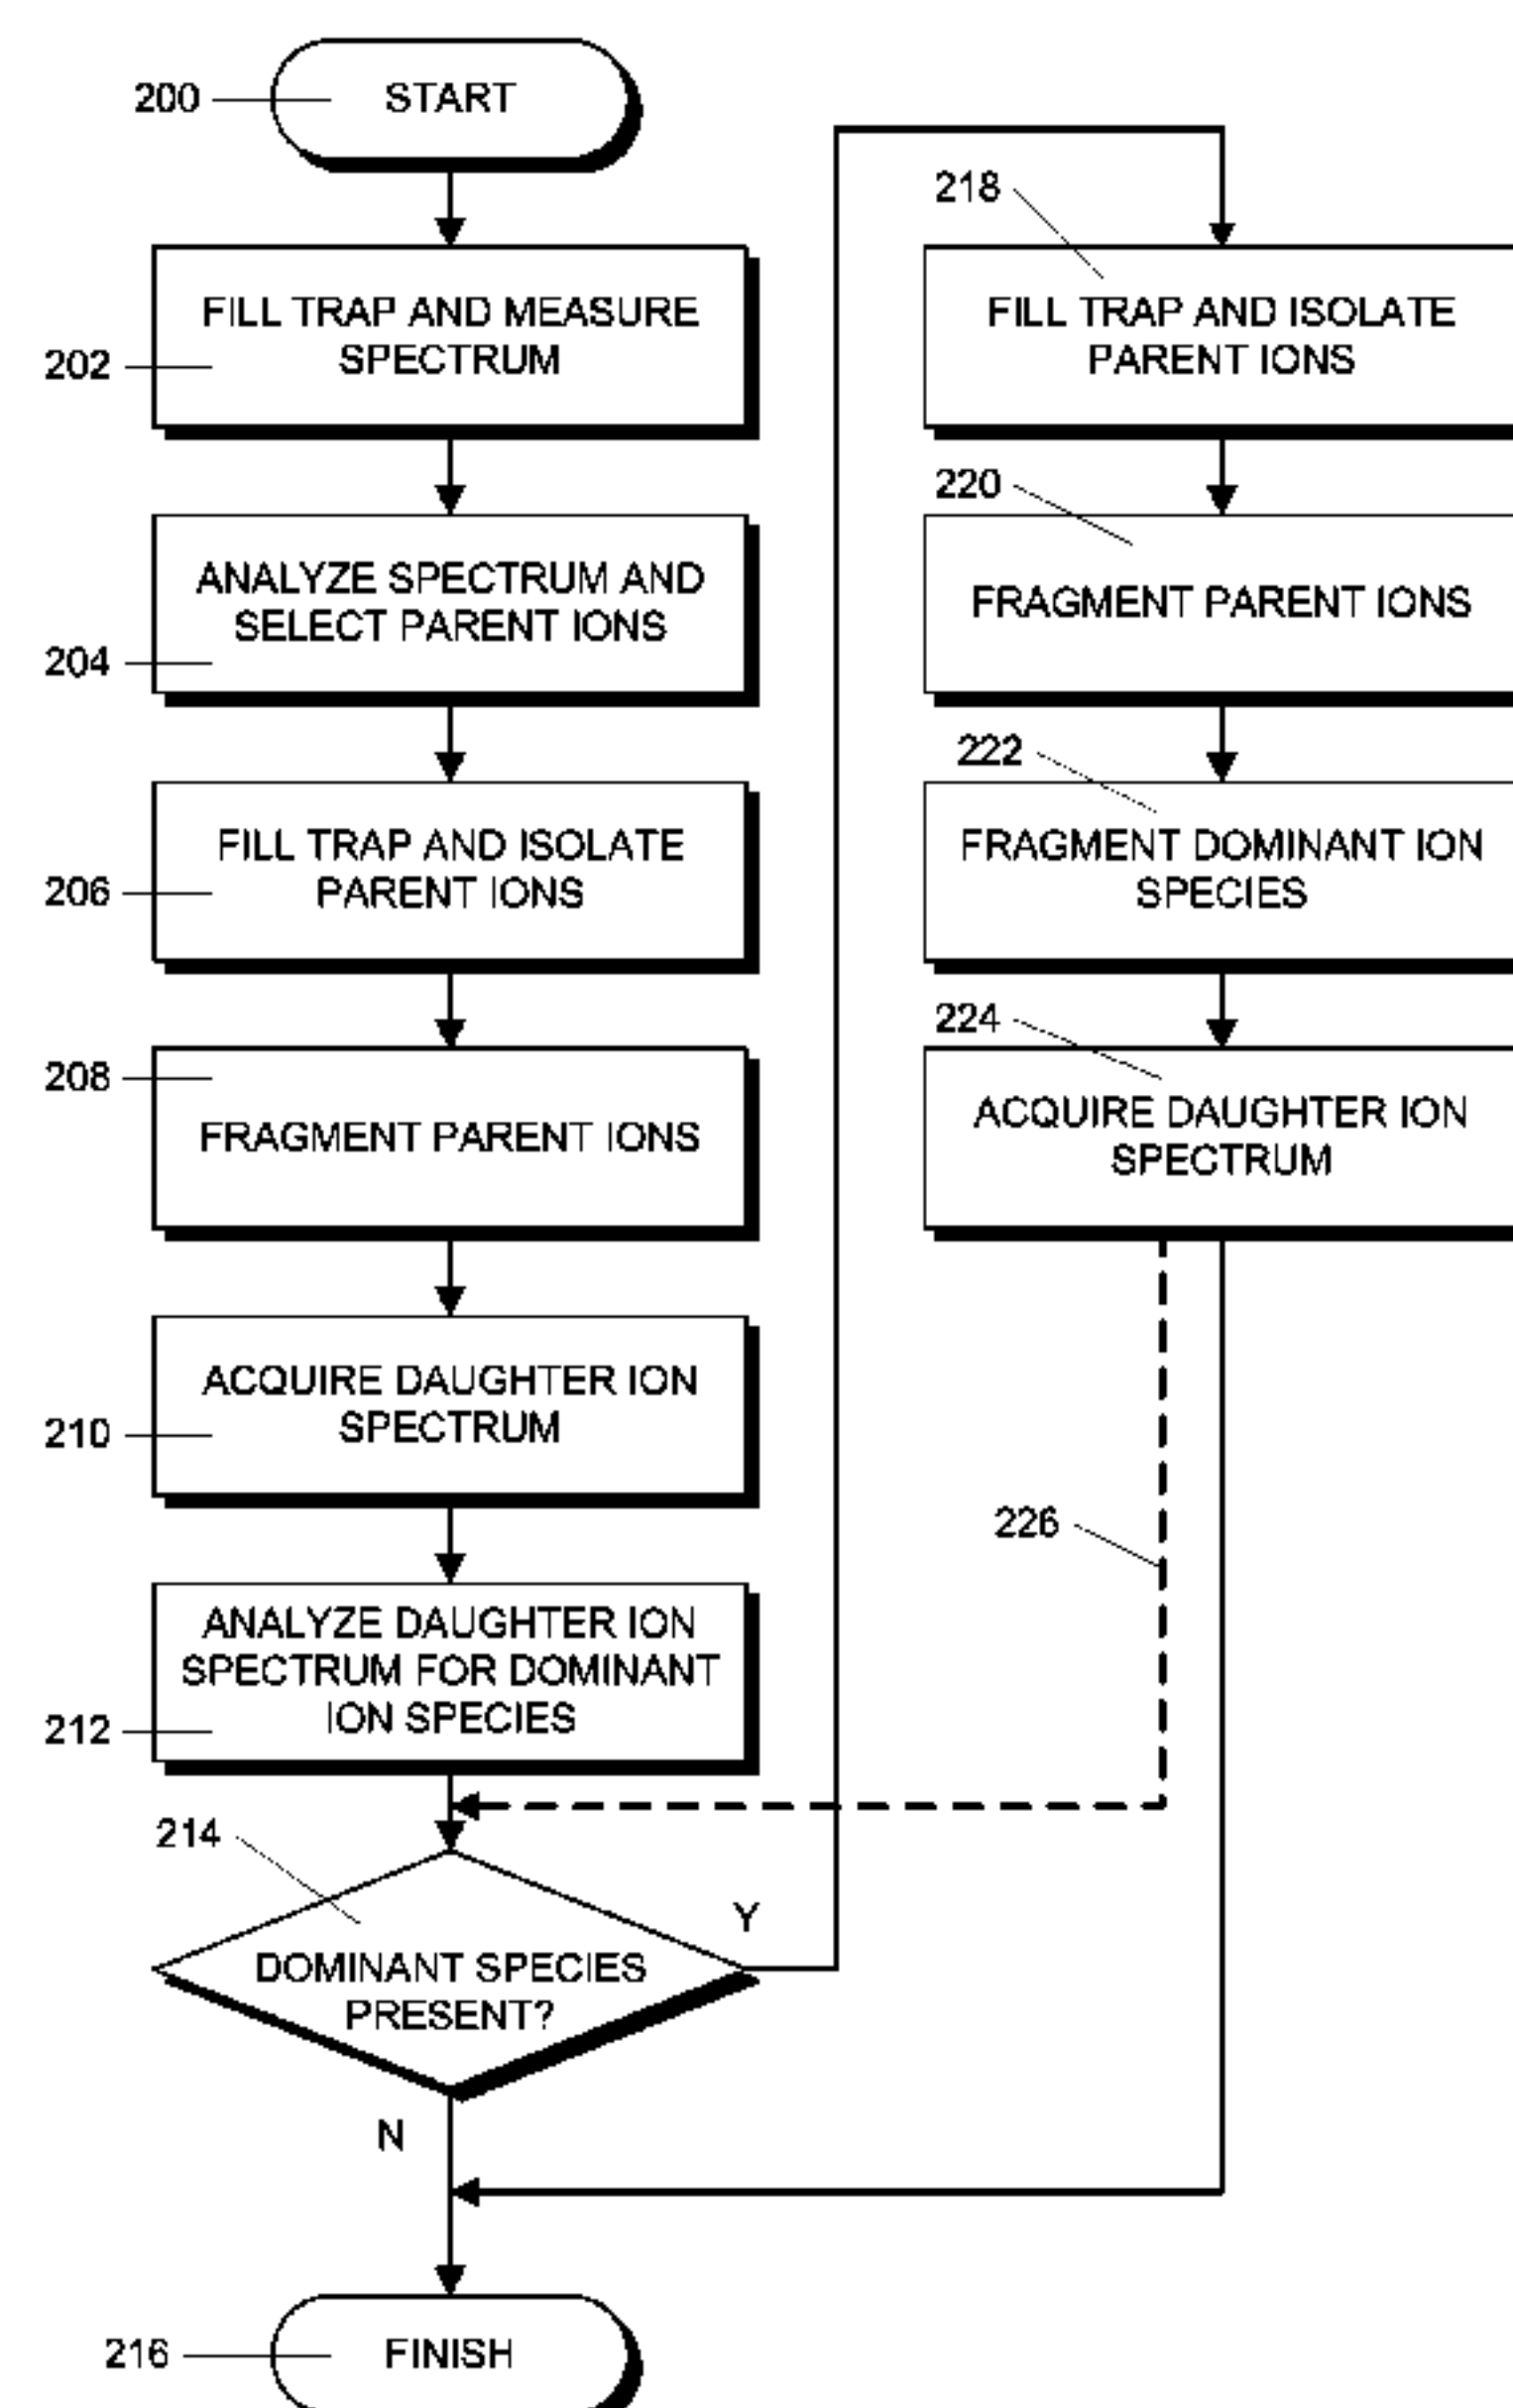 200
START
202
FILL TRAP AND MEASURE
SPECTRUM
204
ANALYZE SPECTRUM AND
SELECT PARENT IONS
206
FILL TRAP AND ISOLATE
PARENT IONS
208
FRAGMENT PARENT IONS
210
ACQUIRE DAUGHTER ION
SPECTRUM
212
ANALYZE DAUGHTER ION
SPECTRUM FOR DOMINANT
ION SPECIES
214
DOMINANT SPECIES
PRESENT?
Y
N
216
FINISH
218
FILL TRAP AND ISOLATE
PARENT IONS
220
FRAGMENT PARENT IONS
222
FRAGMENT DOMINANT ION
SPECIES
224
ACQUIRE DAUGHTER ION
SPECTRUM
226